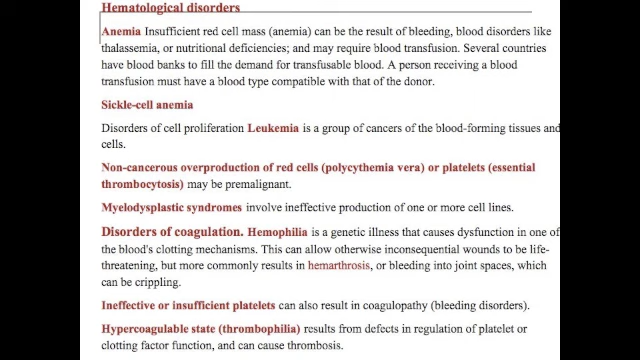 Hematological disorders
Anemia Insufficient red cell mass (anemia) can be the result of bleeding, blood disorders like
thalassemia, or nutritional deficiencies; and may require blood transfusion. Several countries
have blood banks to fill the demand for transfusable blood. A person receiving a blood
transfusion must have a blood type compatible with that of the donor.
Sickle-cell anemia
Disorders of cell proliferation Leukemia is a group of cancers of the blood-forming tissues and
cells.
Non-cancerous overproduction of red cells (polycythemia vera) or platelets (essential
thrombocytosis) may be premalignant.
Myelodysplastic syndromes involve ineffective production of one or more cell lines.
Disorders of coagulation. Hemophilia is a genetic illness that causes dysfunction in one of
the blood's clotting mechanisms. This can allow otherwise inconsequential wounds to be life-
threatening, but more commonly results in hemarthrosis, or bleeding into joint spaces, which
can be crippling.
Ineffective or insufficient platelets can also result in coagulopathy (bleeding disorders).
Hypercoagulable state (thrombophilia) results from defects in regulation of platelet or
clotting factor function, and can cause thrombosis.